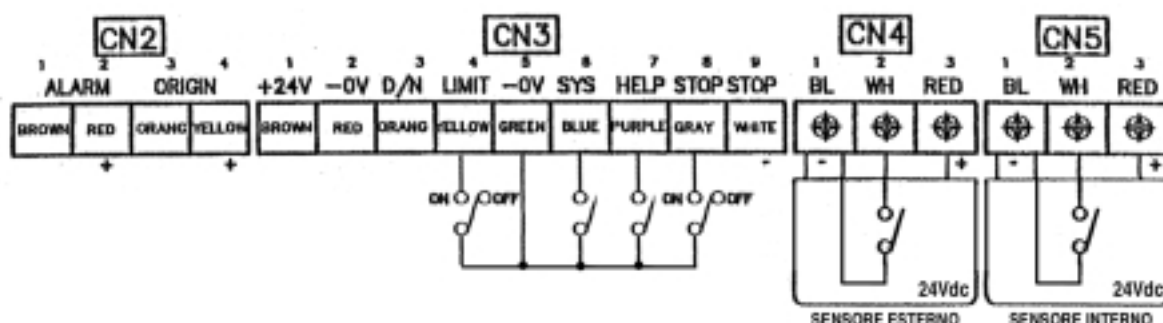 CN2 CN3 CN4 CN5
1 2 3 4 1 2 3 4 5 6 7 8 9 1 2 3 1 2 3
ALARM ORIGIN +24V -0V D/N LIMIT -0V SYS HELP STOP STOP BL WH RED BL WH RED
BROWN RED ORANG YELLOW BROWN RED ORANG YELLOW GREEN BLUE PURPLE GRAY WHITE
+ + - - + - +
ON OFF ON OFF
24Vdc 24Vdc
SENSORE ESTERNO SENSORE INTERNO